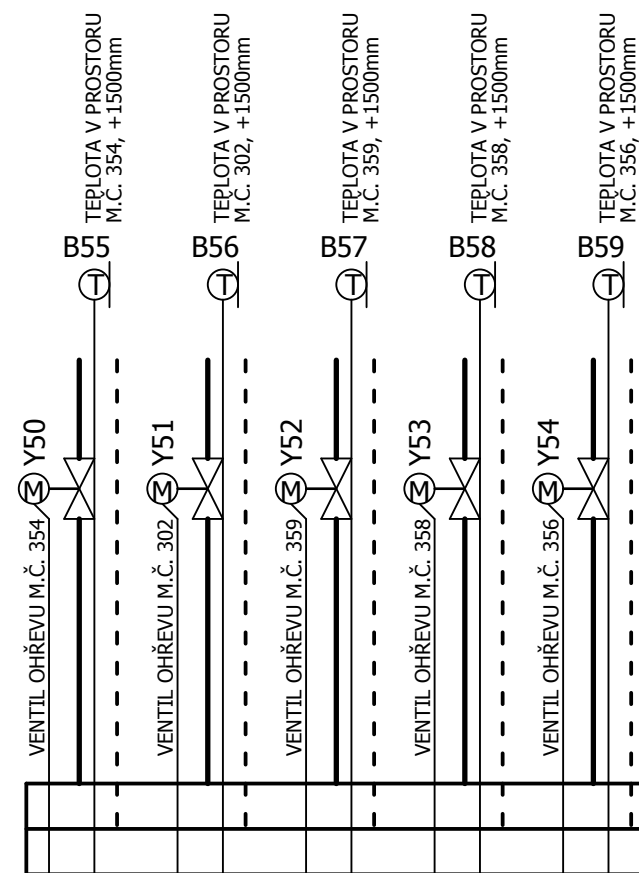 TEPLOTA V PROSTORU
M.Č. 354, +1500mm
B55
T
Y50
M
VENTIL OHŘEVU M.Č. 354
TEPLOTA V PROSTORU
M.Č. 302, +1500mm
B56
T
Y51
M
VENTIL OHŘEVU M.Č. 302
TEPLOTA V PROSTORU
M.Č. 359, +1500mm
B57
T
Y52
M
VENTIL OHŘEVU M.Č. 359
TEPLOTA V PROSTORU
M.Č. 358, +1500mm
B58
T
Y53
M
VENTIL OHŘEVU M.Č. 358
TEPLOTA V PROSTORU
M.Č. 356, +1500mm
B59
T
Y54
M
VENTIL OHŘEVU M.Č. 356